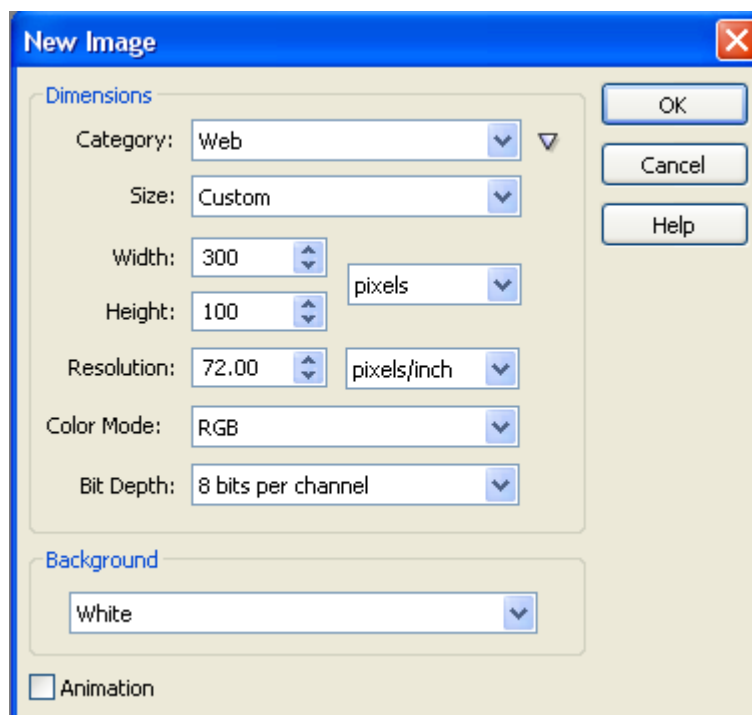 New Image
Dimensions
OK
Category: Web
Cancel
Size: Custom
Help
Width: 300
pixels
Height: 100
Resolution: 72.00 pixels/inch
Color Mode: RGB
Bit Depth: 8 bits per channel
Background
White
Animation